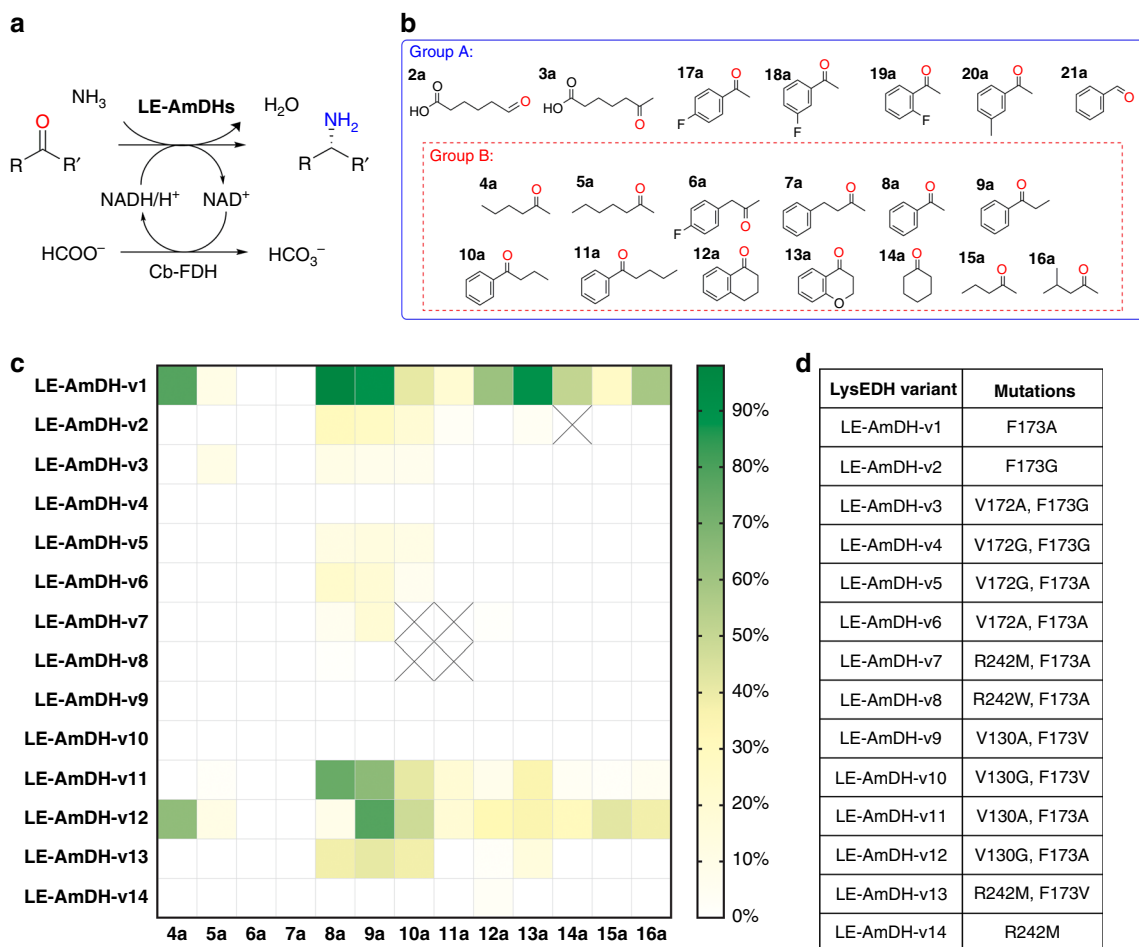 a
NH₃
LE-AmDHs
H₂O
O
NH₂
R
R′
R
R′
NADH/H⁺
NAD⁺
HCOO⁻
HCO₃⁻
Cb-FDH
b
Group A:
2a
3a
17a
18a
19a
20a
21a
O
HO
O
O
HO
O
O
F
O
F
O
F
O
O
Group B:
4a
5a
6a
7a
8a
9a
O
O
F
O
O
O
O
10a
11a
12a
13a
14a
15a
16a
O
O
O
O
O
O
O
O
c
LE-AmDH-v1
LE-AmDH-v2
LE-AmDH-v3
LE-AmDH-v4
LE-AmDH-v5
LE-AmDH-v6
LE-AmDH-v7
LE-AmDH-v8
LE-AmDH-v9
LE-AmDH-v10
LE-AmDH-v11
LE-AmDH-v12
LE-AmDH-v13
LE-AmDH-v14
4a 5a 6a 7a 8a 9a 10a 11a 12a 13a 14a 15a 16a
90%
80%
70%
60%
50%
40%
30%
20%
10%
0%
d
LysEDH variant Mutations
LE-AmDH-v1 F173A
LE-AmDH-v2 F173G
LE-AmDH-v3 V172A, F173G
LE-AmDH-v4 V172G, F173G
LE-AmDH-v5 V172G, F173A
LE-AmDH-v6 V172A, F173A
LE-AmDH-v7 R242M, F173A
LE-AmDH-v8 R242W, F173A
LE-AmDH-v9 V130A, F173V
LE-AmDH-v10 V130G, F173V
LE-AmDH-v11 V130A, F173A
LE-AmDH-v12 V130G, F173A
LE-AmDH-v13 R242M, F173V
LE-AmDH-v14 R242M